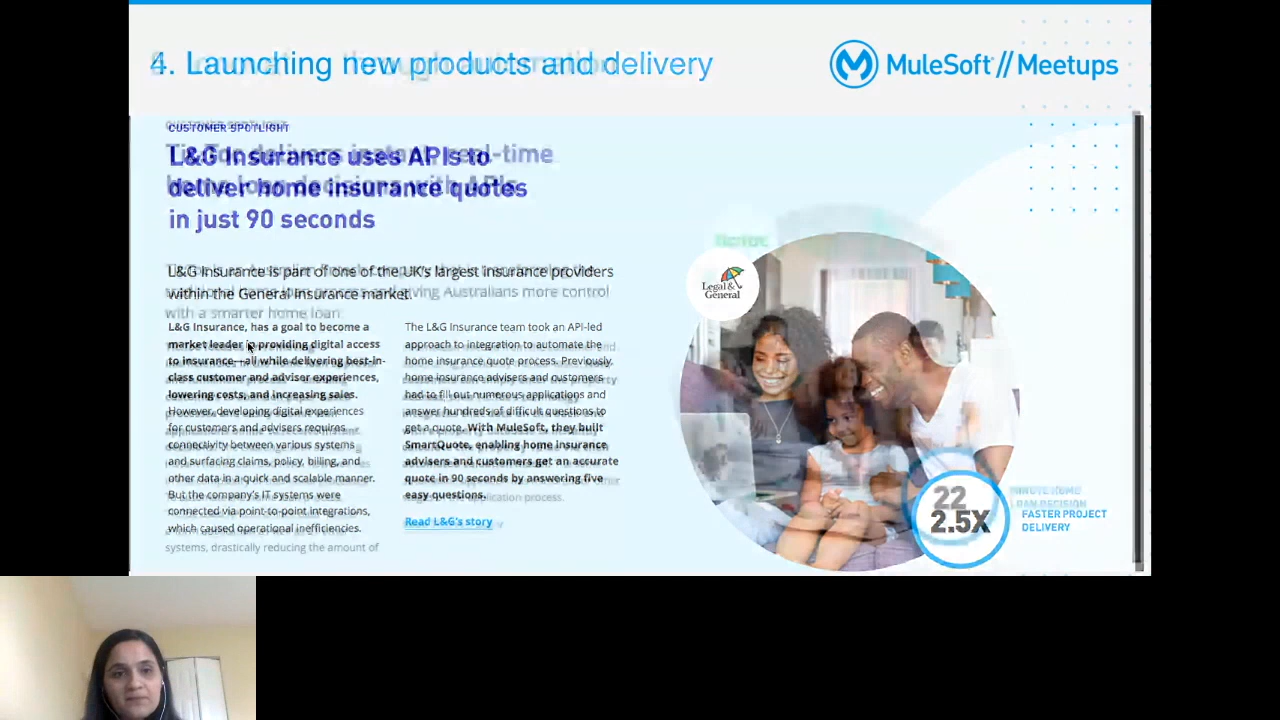 4. Launching new products and delivery
MuleSoft // Meetups
CUSTOMER SPOTLIGHT
L&G Insurance uses APIs to
deliver home insurance quotes
in just 90 seconds
L&G Insurance is part of one of the UK's largest insurance providers
within the General Insurance market.
L&G Insurance, has a goal to become a
market leader in providing digital access
to insurance—all while delivering best-in-
class customer and advisor experiences,
lowering costs, and increasing sales.
However, developing digital experiences
for customers and advisers requires
connectivity between various systems
and surfacing claims, policy, billing, and
other data in a quick and scalable manner.
But the company's IT systems were
connected via point-to-point integrations,
which caused operational inefficiencies.
systems, drastically reducing the amount of
The L&G Insurance team took an API-led
approach to integration to automate the
home insurance quote process. Previously,
home insurance advisers and customers
had to fill out numerous applications and
answer hundreds of difficult questions to
get a quote. With MuleSoft, they built
SmartQuote, enabling home insurance
advisers and customers get an accurate
quote in 90 seconds by answering five
easy questions.
Read L&G's story
Legal &
General
22
2.5X
FASTER PROJECT
DELIVERY